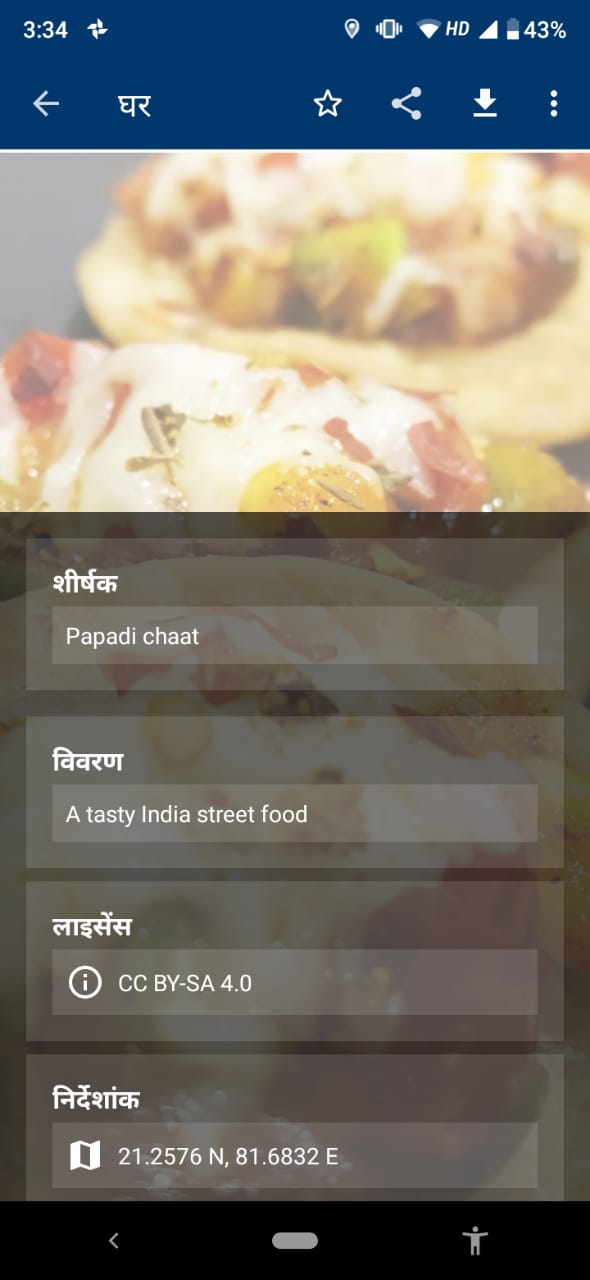 3:34 HD 43%
घर
शीर्षक
Papadi chaat
विवरण
A tasty India street food
लाइसेंस
CC BY-SA 4.0
निर्देशांक
21.2576 N, 81.6832 E